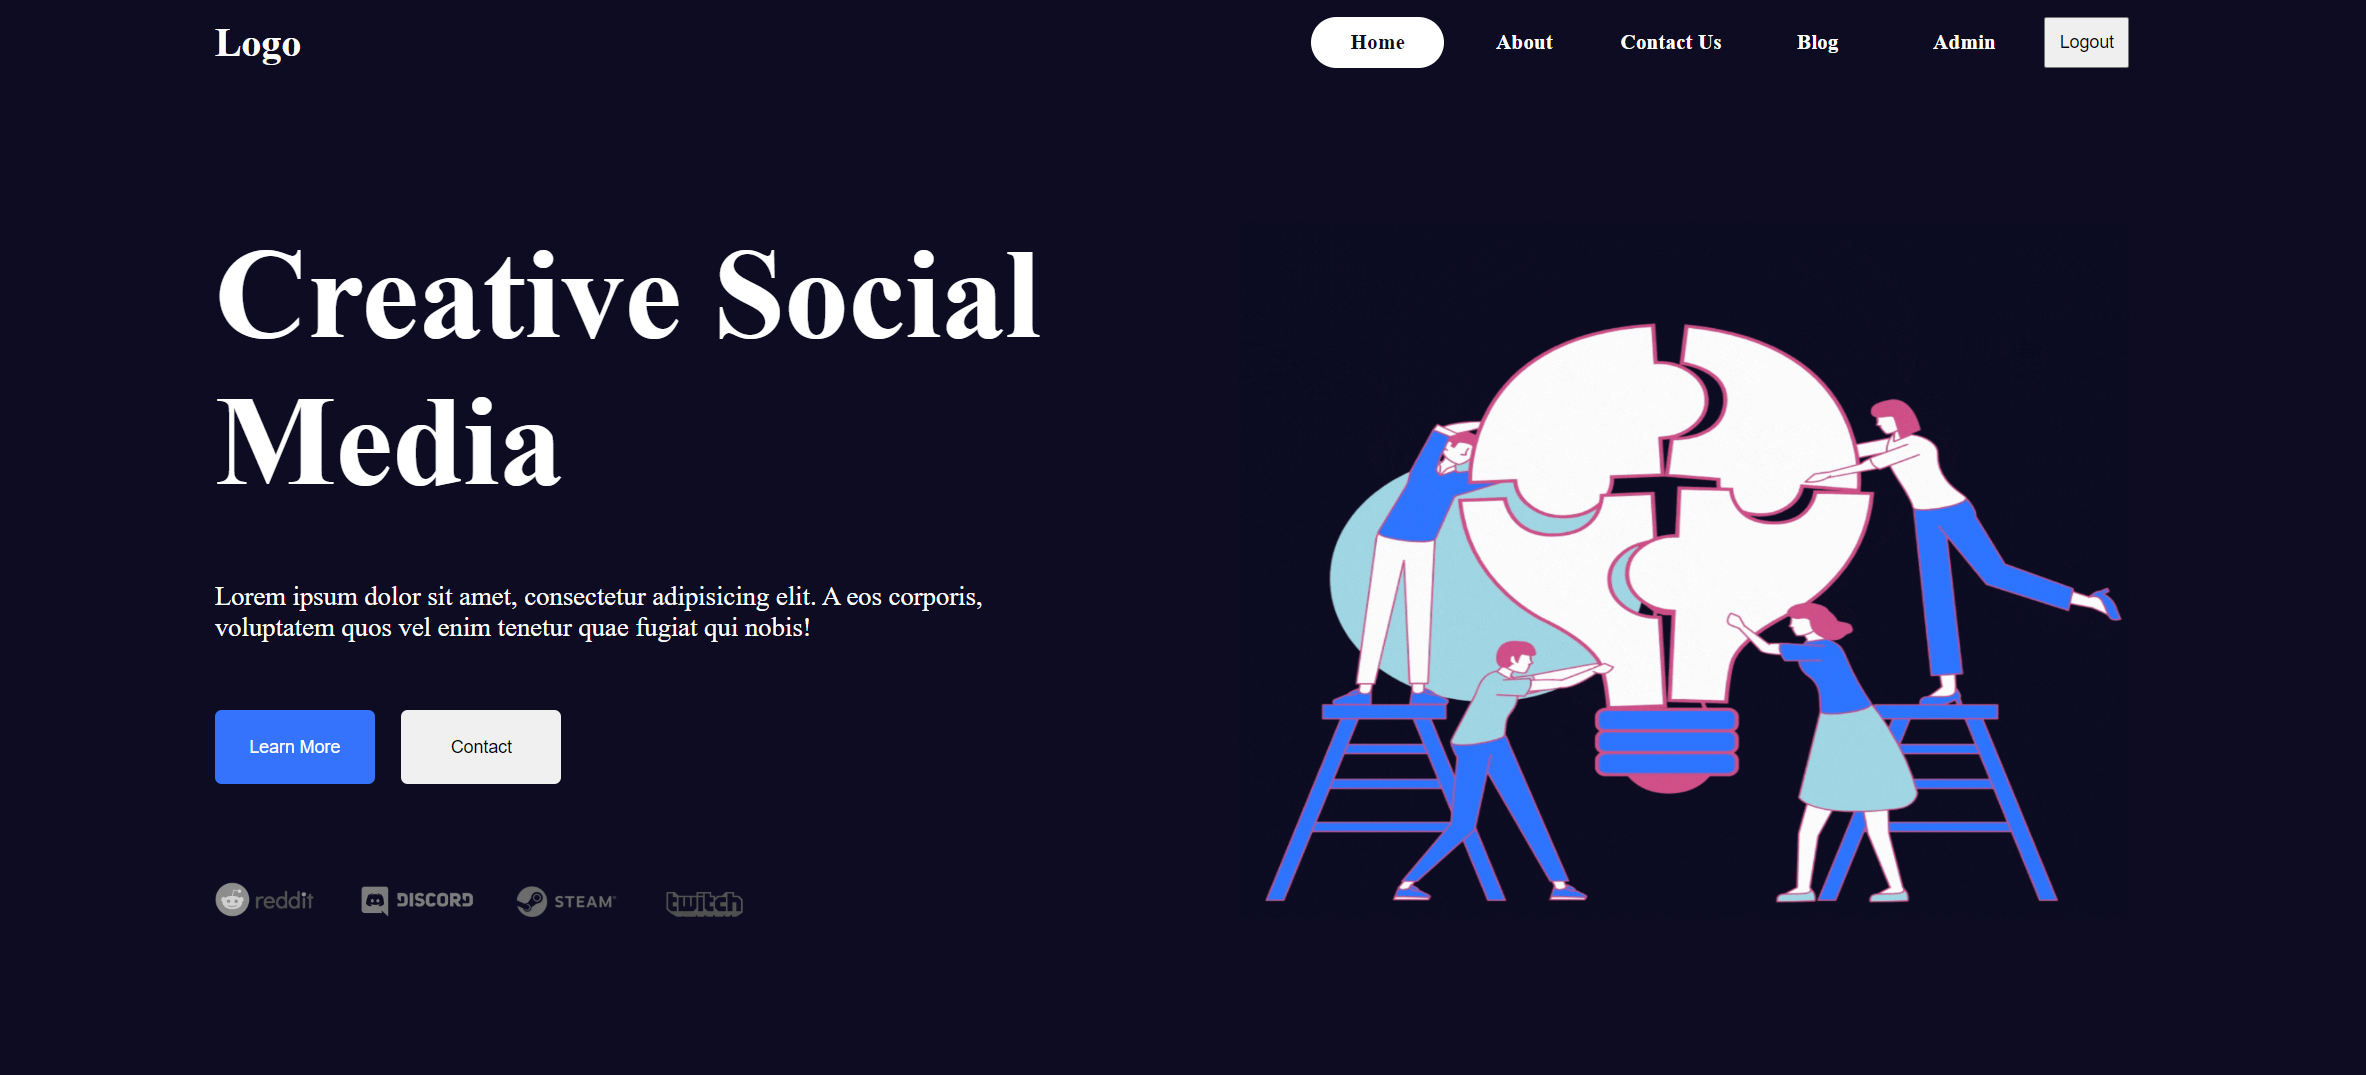 Logo
Home About Contact Us Blog Admin Logout
Creative Social
Media
Lorem ipsum dolor sit amet, consectetur adipisicing elit. A eos corporis,
voluptatem quos vel enim tenetur quae fugiat qui nobis!
Learn More Contact
reddit DISCORD STEAM twitch